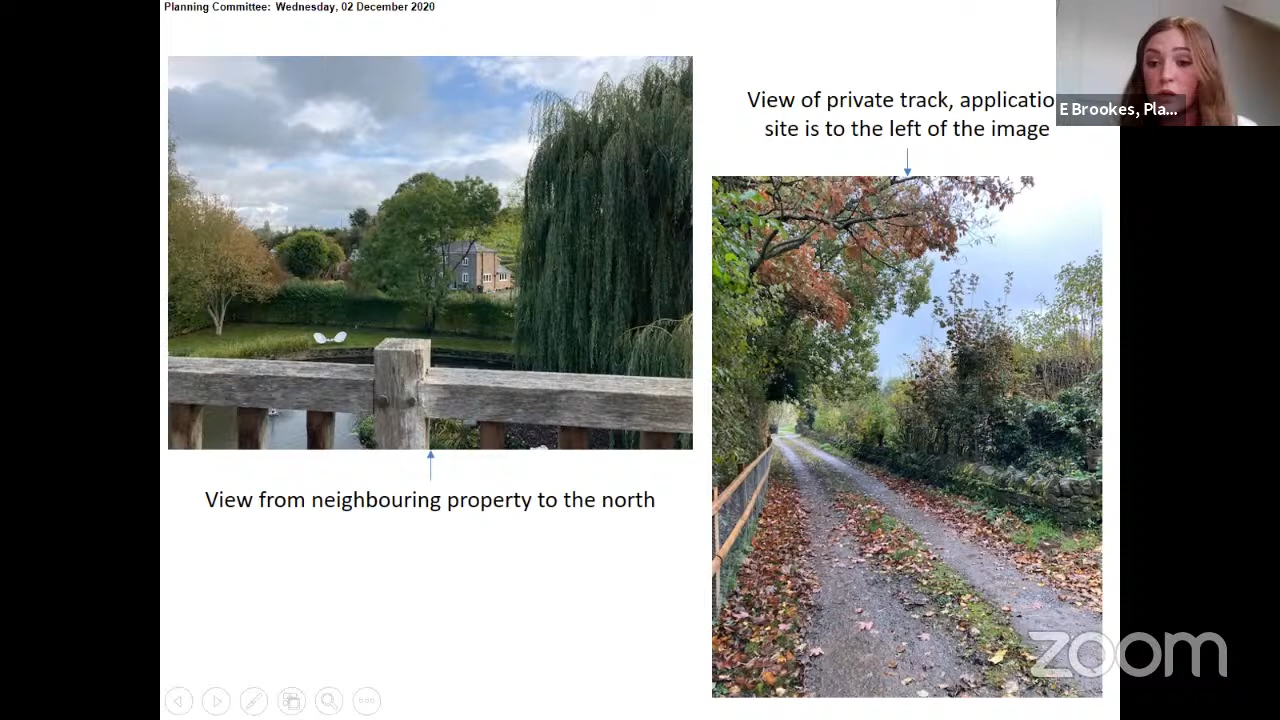 Planning Committee: Wednesday, 02 December 2020
View of private track, applicatio
site is to the left of the image
E Brookes, Pla...
View from neighbouring property to the north
zoom